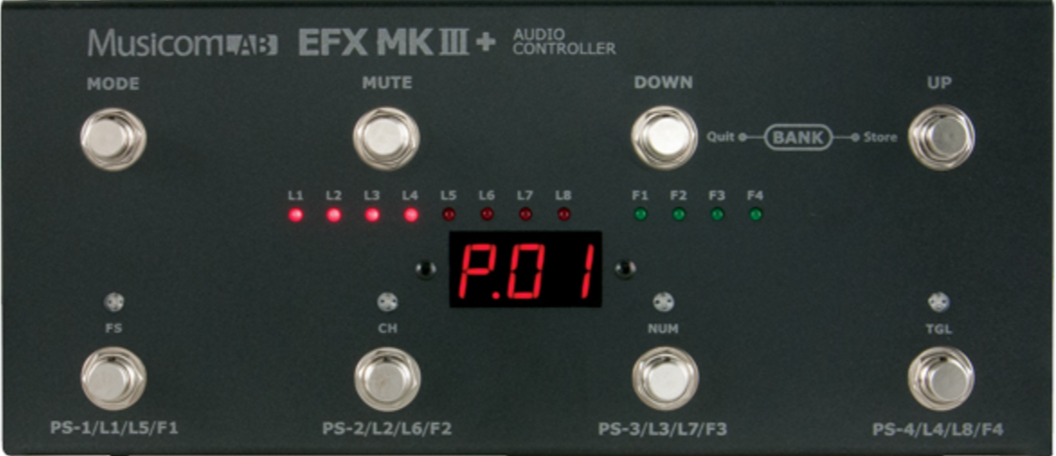 MusicomLAB EFX MK III + AUDIO
CONTROLLER
MODE MUTE DOWN UP
Quit BANK Store
L1 L2 L3 L4 L5 L6 L7 L8 F1 F2 F3 F4
P.01
FS CH NUM TGL
PS-1/L1/L5/F1 PS-2/L2/L6/F2 PS-3/L3/L7/F3 PS-4/L4/L8/F4